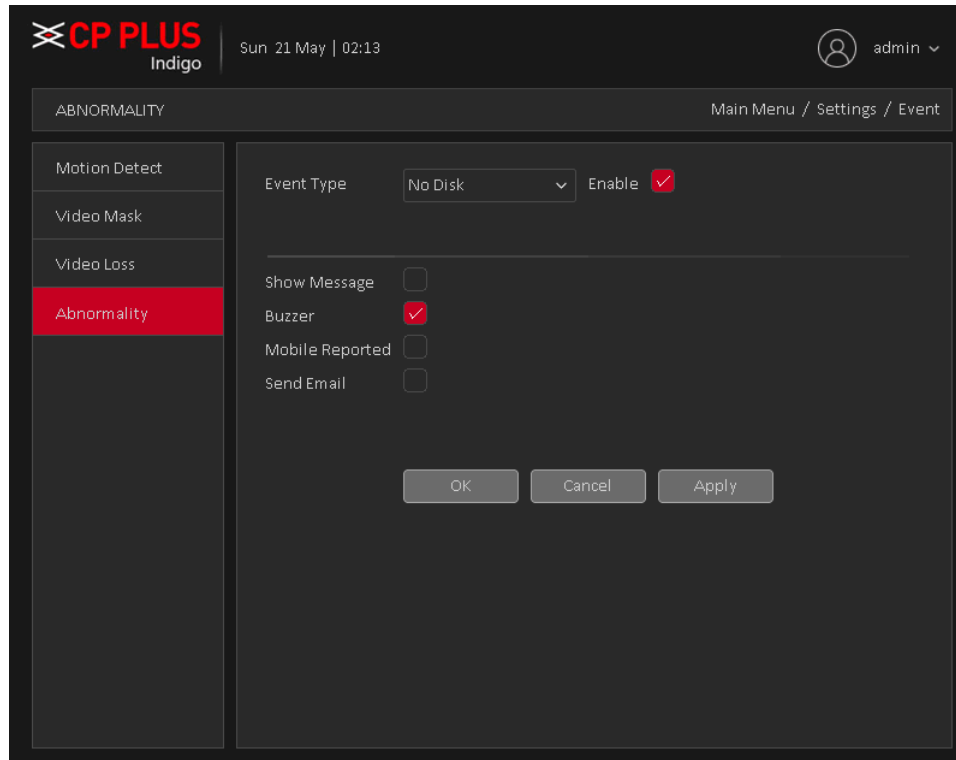 CP PLUS
Indigo
Sun 21 May | 02:13
admin
ABNORMALITY
Main Menu / Settings / Event
Motion Detect
Video Mask
Video Loss
Abnormality
Event Type
No Disk
Enable
Show Message
Buzzer
Mobile Reported
Send Email
OK
Cancel
Apply